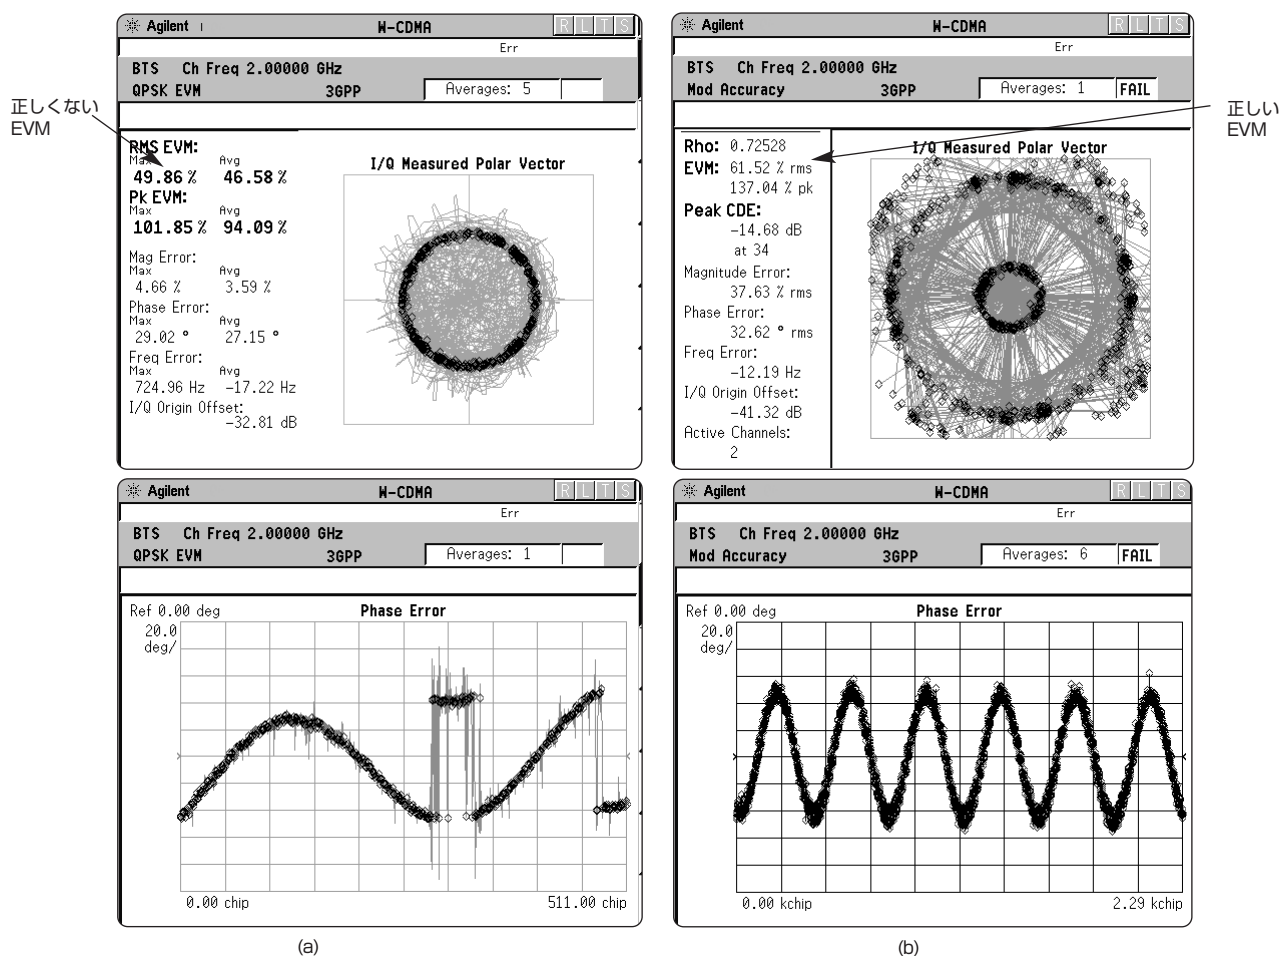 正しくない
EVM
Agilent
W-CDMA
R L T S
Err
BTS Ch Freq 2.00000 GHz
QPSK EVM 3GPP Averages: 5
RMS EVM:
Max Avg
49.86 % 46.58 %
Pk EVM:
Max Avg
101.85 % 94.09 %
Mag Error:
Max Avg
4.66 % 3.59 %
Phase Error:
Max Avg
29.02 ° 27.15 °
Freq Error:
Max Avg
724.96 Hz -17.22 Hz
I/Q Origin Offset:
-32.81 dB
I/Q Measured Polar Vector
正しい
EVM
Agilent
W-CDMA
R L T S
Err
BTS Ch Freq 2.00000 GHz
Mod Accuracy 3GPP Averages: 1 FAIL
Rho: 0.72528
EVM: 61.52 % rms
137.04 % pk
Peak CDE:
-14.68 dB
at 34
Magnitude Error:
37.63 % rms
Phase Error:
32.62 ° rms
Freq Error:
-12.19 Hz
I/Q Origin Offset:
-41.32 dB
Active Channels:
2
I/Q Measured Polar Vector
Agilent
W-CDMA
R L T S
Err
BTS Ch Freq 2.00000 GHz
QPSK EVM 3GPP Averages: 1
Ref 0.00 deg Phase Error
20.0
deg/
0.00 chip 511.00 chip
(a)
Agilent
W-CDMA
R L T S
Err
BTS Ch Freq 2.00000 GHz
Mod Accuracy 3GPP Averages: 6 FAIL
Ref 0.00 deg Phase Error
20.0
deg/
0.00 kchip 2.29 kchip
(b)